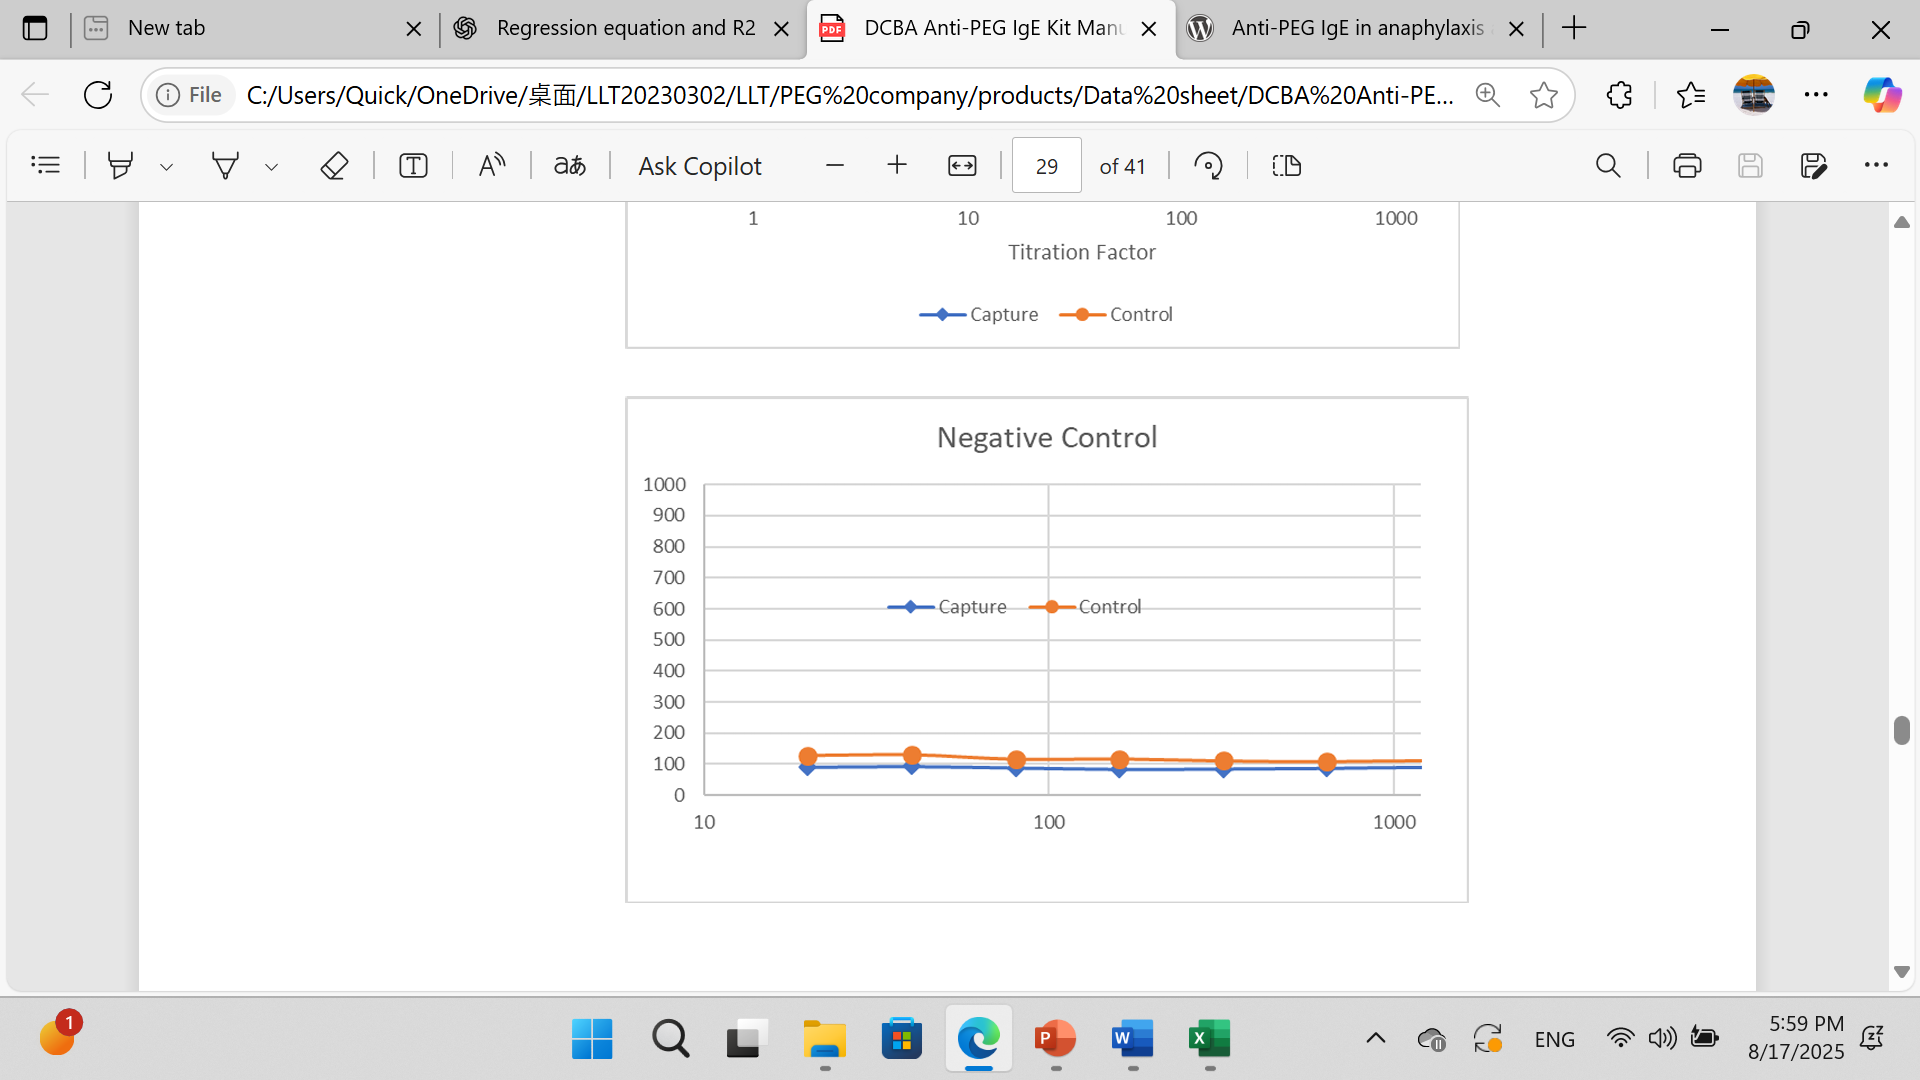 New tab
Regression equation and R2
DCBA Anti-PEG IgE Kit Manu
Anti-PEG IgE in anaphylaxis
File
C:/Users/Quick/OneDrive/桌面/LLT20230302/LLT/PEG%20company/products/Data%20sheet/DCBA%20Anti-PE...
aあ
Ask Copilot
29
of 41
1 10 100 1000
Titration Factor
Capture Control
Negative Control
1000
900
800
700
600
Capture Control
500
400
300
200
100
0
10 100 1000
1
ENG
5:59 PM
8/17/2025